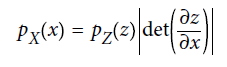 p_X(x) = p_Z(z)|det(∂z/∂x)|